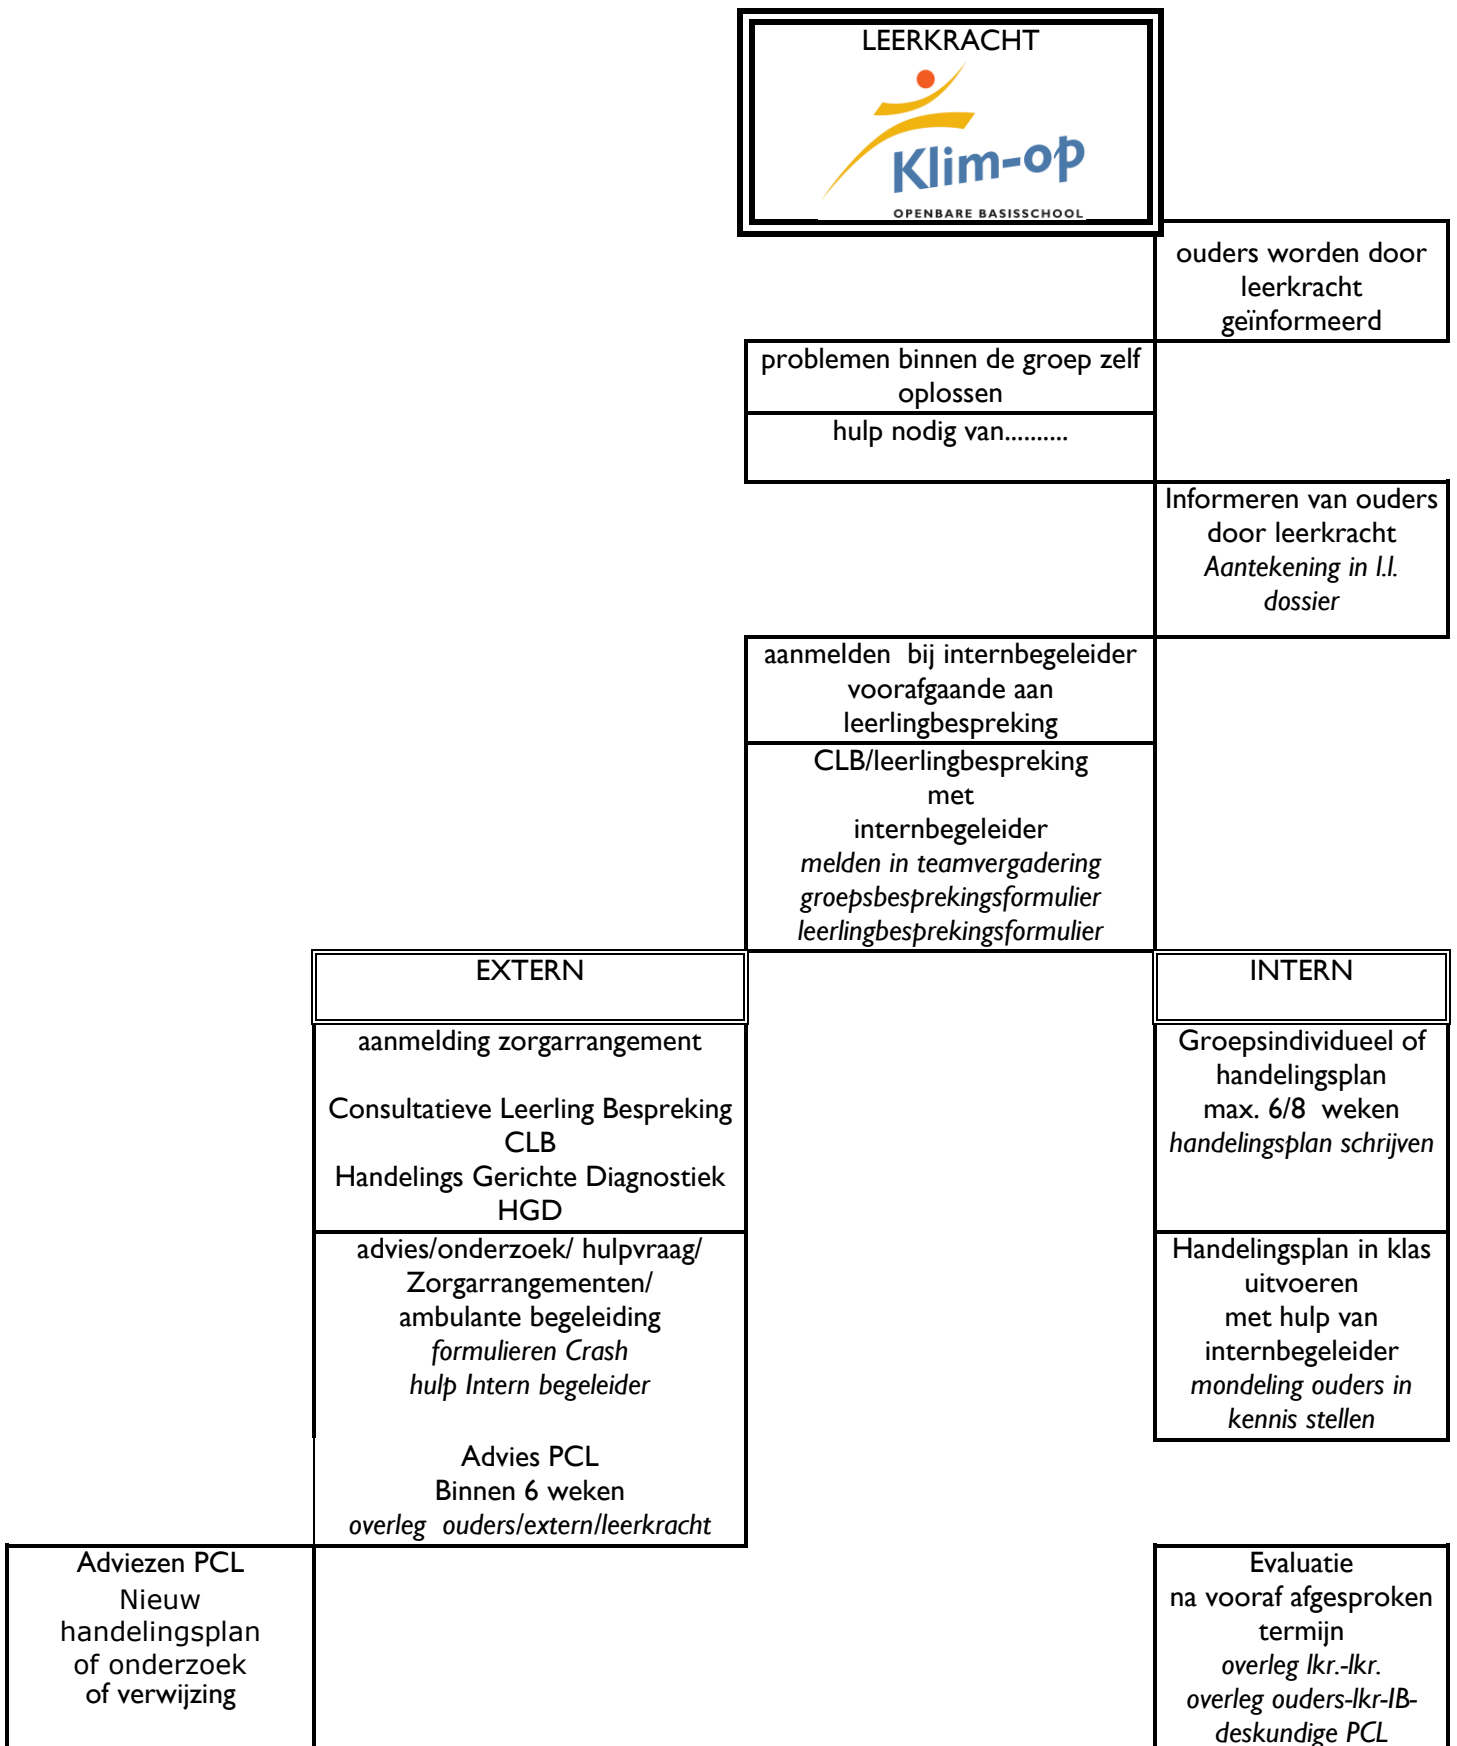 LEERKRACHT
Klim-op
OPENBARE BASISSCHOOL
ouders worden door
leerkracht
geïnformeerd
problemen binnen de groep zelf
oplossen
hulp nodig van..........
Informeren van ouders
door leerkracht
Aantekening in l.l.
dossier
aanmelden  bij internbegeleider
voorafgaande aan
leerlingbespreking
CLB/leerlingbespreking
met
internbegeleider
melden in teamvergadering
groepsbesprekingsformulier
leerlingbesprekingsformulier
EXTERN
aanmelding zorgarrangement
Consultatieve Leerling Bespreking
CLB
Handelings Gerichte Diagnostiek
HGD
advies/onderzoek/ hulpvraag/
Zorgarrangementen/
ambulante begeleiding
formulieren Crash
hulp Intern begeleider
Advies PCL
Binnen 6 weken
overleg  ouders/extern/leerkracht
INTERN
Groepsindividueel of
handelingsplan
max. 6/8  weken
handelingsplan schrijven
Handelingsplan in klas
uitvoeren
met hulp van
internbegeleider
mondeling ouders in
kennis stellen
Adviezen PCL
Nieuw
handelingsplan
of onderzoek
of verwijzing
Evaluatie
na vooraf afgesproken
termijn
overleg lkr.-lkr.
overleg ouders-lkr-IB-
deskundige PCL